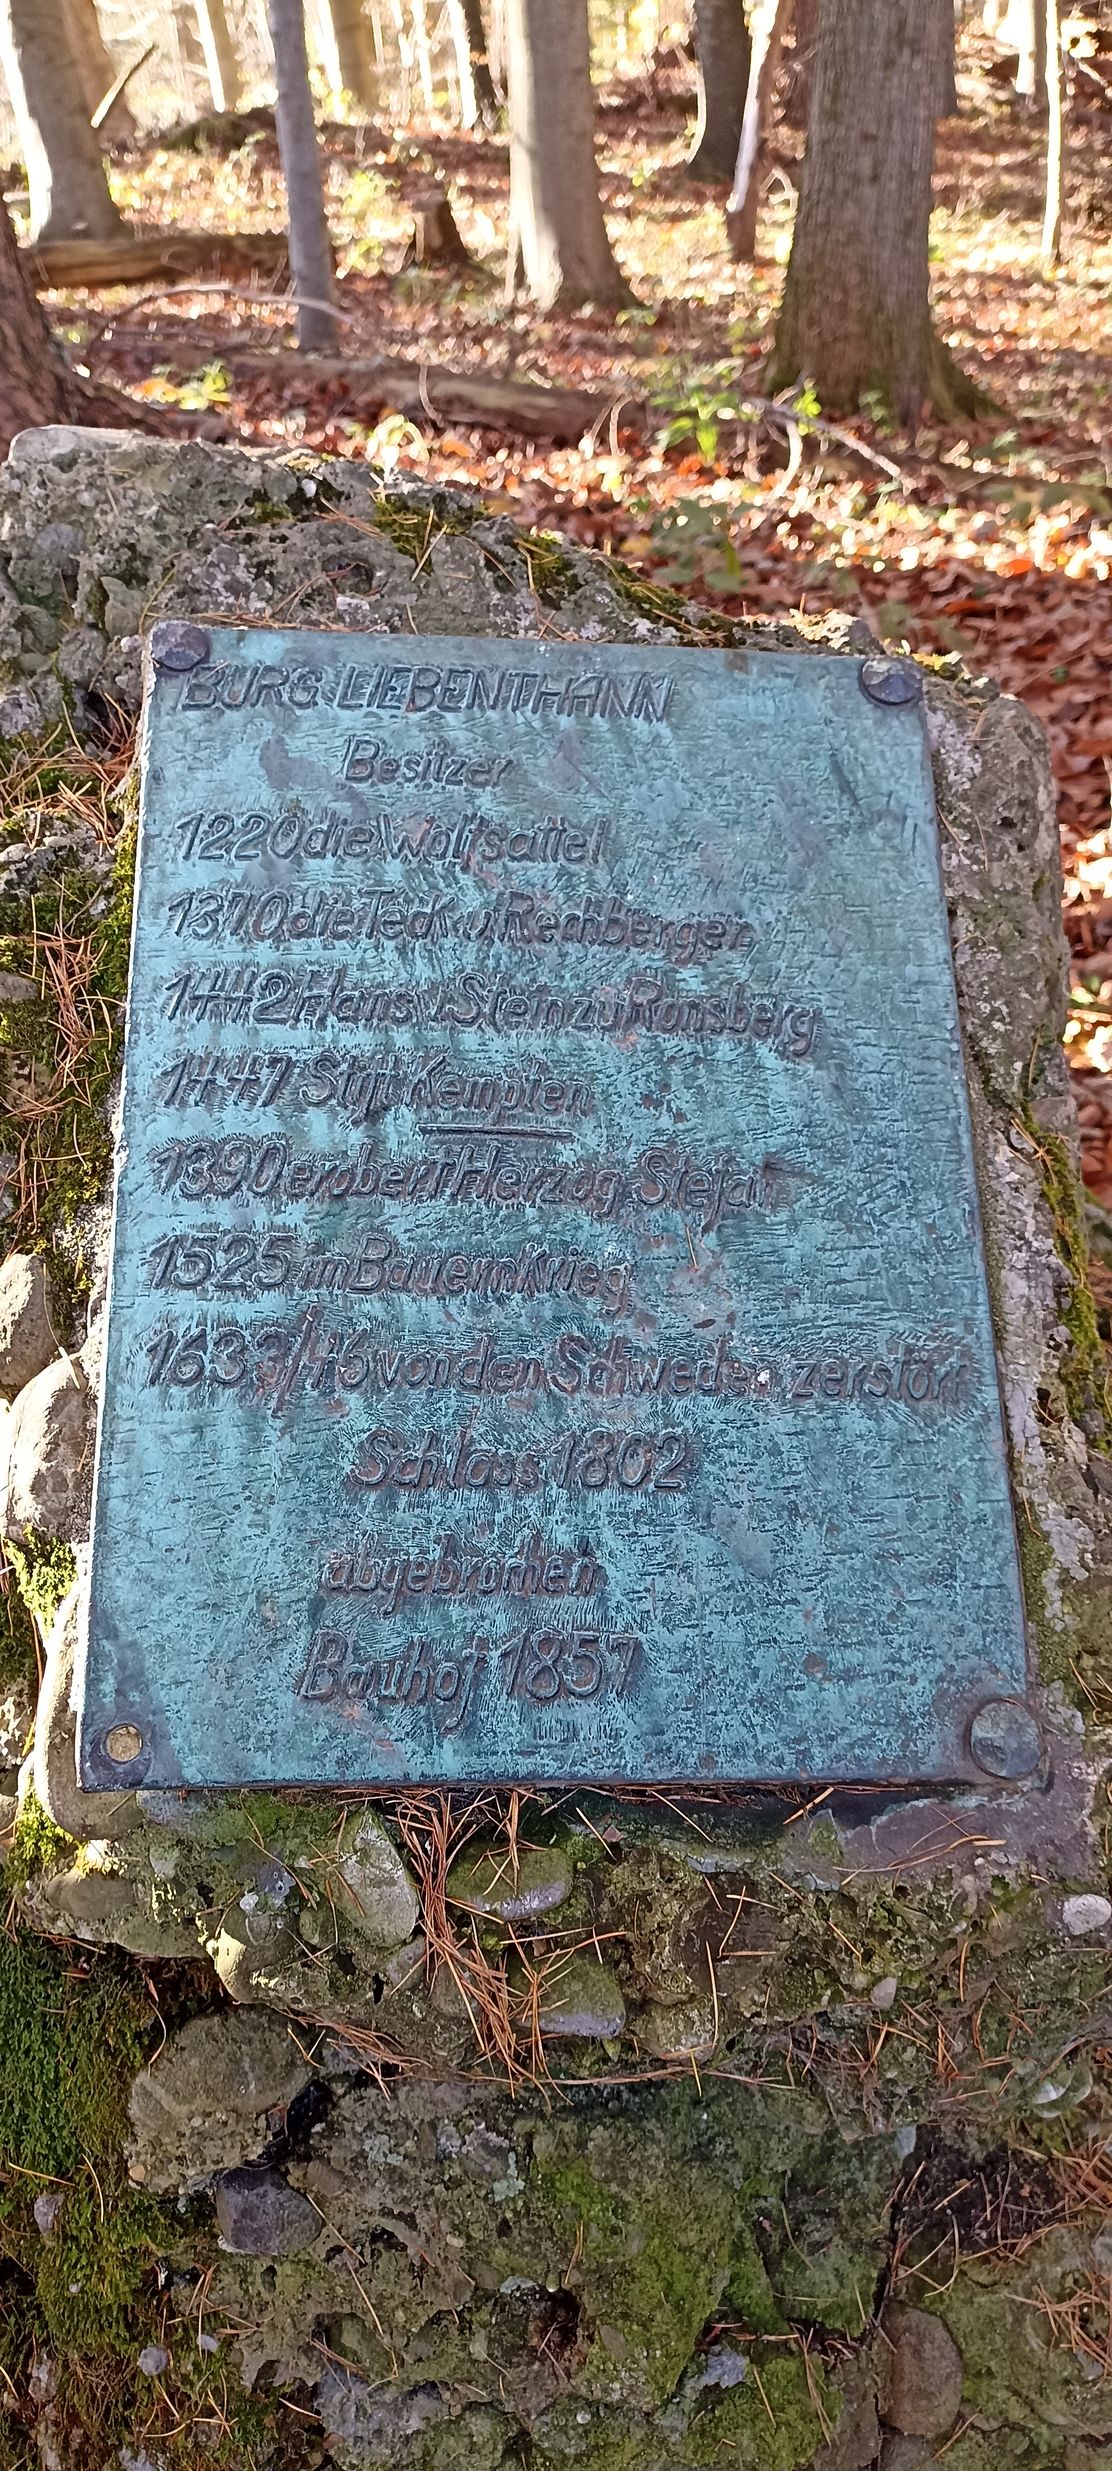 BURG LIEBENTHANN
Besitzer
1220 die Wolfsattel
1370 die Teck u. Rechberger
1442 Hans v. Stein zu Ronsberg
1447 Stift Kempten
1390 erobert Herzog Stefan
1525 im Bauernkrieg
1633/46 von den Schweden zerstört
Schloss 1802
abgebrochen
Bauhof 1857